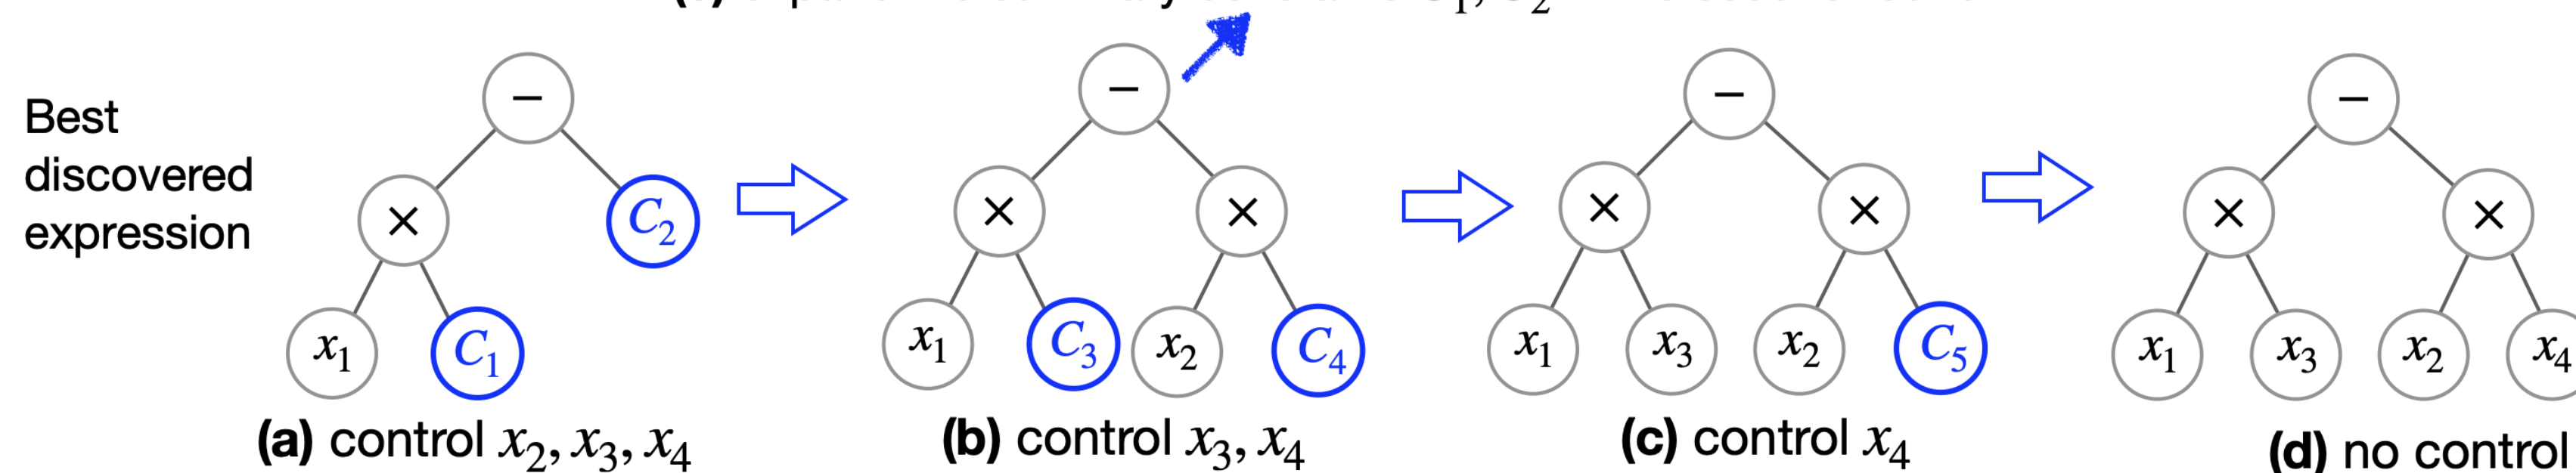 Best
discovered
expression
−
×
C₂
x₁
C₁
(a) control x₂, x₃, x₄
−
×
×
x₁
C₃
x₂
C₄
(b) control x₃, x₄
−
×
×
x₁
x₃
x₂
C₅
(c) control x₄
−
×
×
x₁
x₃
x₂
x₄
(d) no control